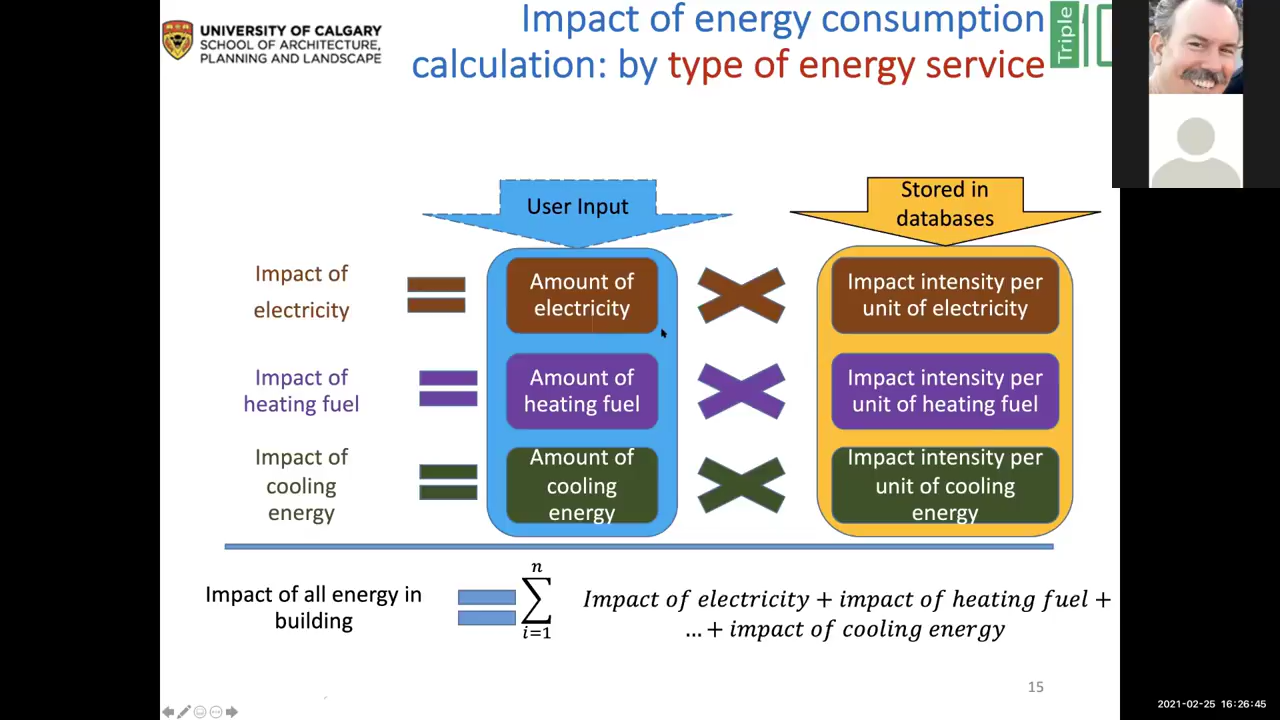 UNIVERSITY OF CALGARY
SCHOOL OF ARCHITECTURE,
PLANNING AND LANDSCAPE
Impact of energy consumption
calculation: by type of energy service
Triple
User Input
Stored in
databases
Impact of
electricity
Amount of
electricity
Impact intensity per
unit of electricity
Impact of
heating fuel
Amount of
heating fuel
Impact intensity per
unit of heating fuel
Impact of
cooling
energy
Amount of
cooling
energy
Impact intensity per
unit of cooling
energy
Impact of all energy in
building
n
∑
i=1
Impact of electricity + impact of heating fuel +
… + impact of cooling energy
15
2021-02-25 16:26:45